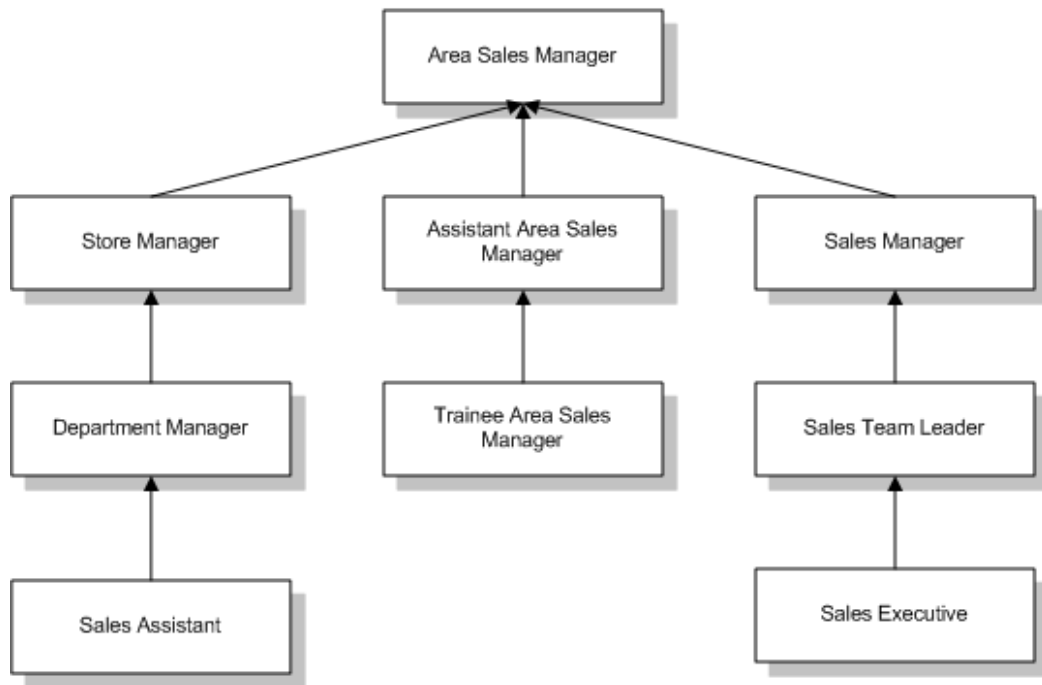 Area Sales Manager
Store Manager
Assistant Area Sales
Manager
Sales Manager
Department Manager
Trainee Area Sales
Manager
Sales Team Leader
Sales Assistant
Sales Executive